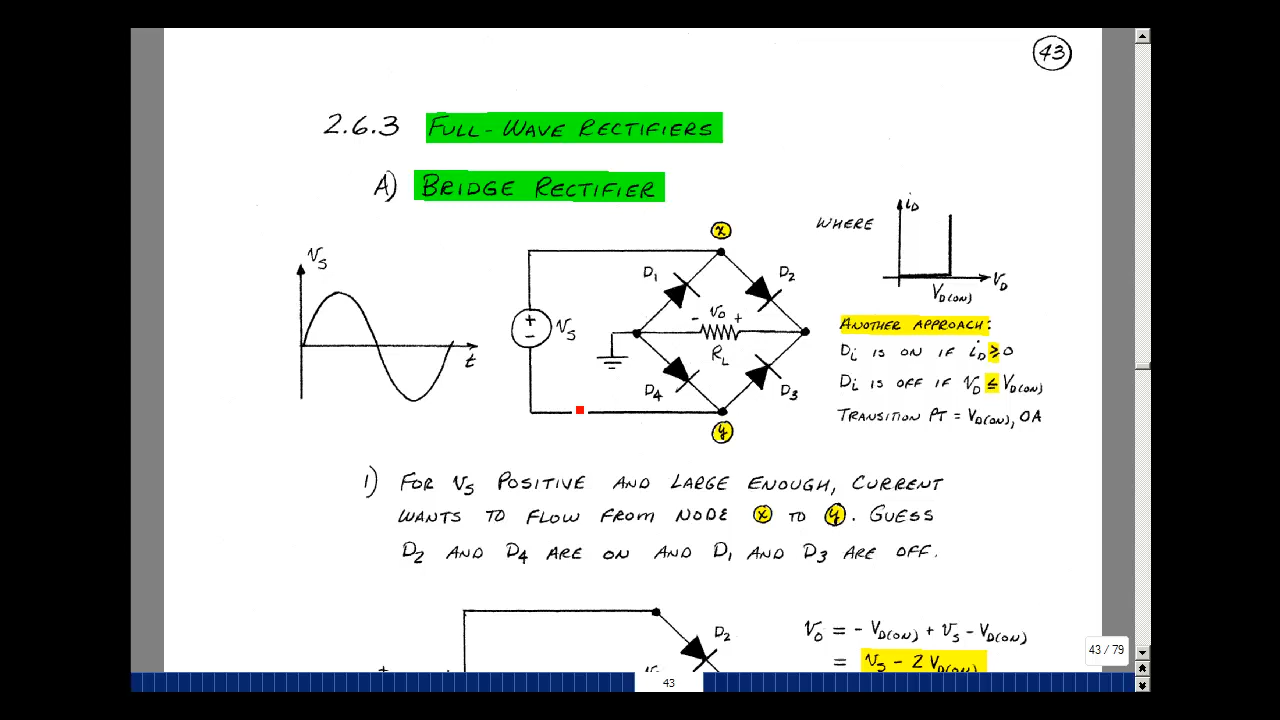 43
2.6.3 FULL-WAVE RECTIFIERS
A) BRIDGE RECTIFIER
x
WHERE
iD
VD
VD(ON)
vs
t
+
-
vs
D1
D2
- vo +
RL
D4
D3
y
ANOTHER APPROACH:
Di IS ON IF iD ≥ 0
Di IS OFF IF VD ≤ VD(ON)
TRANSITION PT = VD(ON), 0A
1) FOR vs POSITIVE AND LARGE ENOUGH, CURRENT
WANTS TO FLOW FROM NODE x TO y. GUESS
D2 AND D4 ARE ON AND D1 AND D3 ARE OFF.
D2
vo = - VD(ON) + vs - VD(ON)
= vs - 2 VD(ON)
43 / 79
43